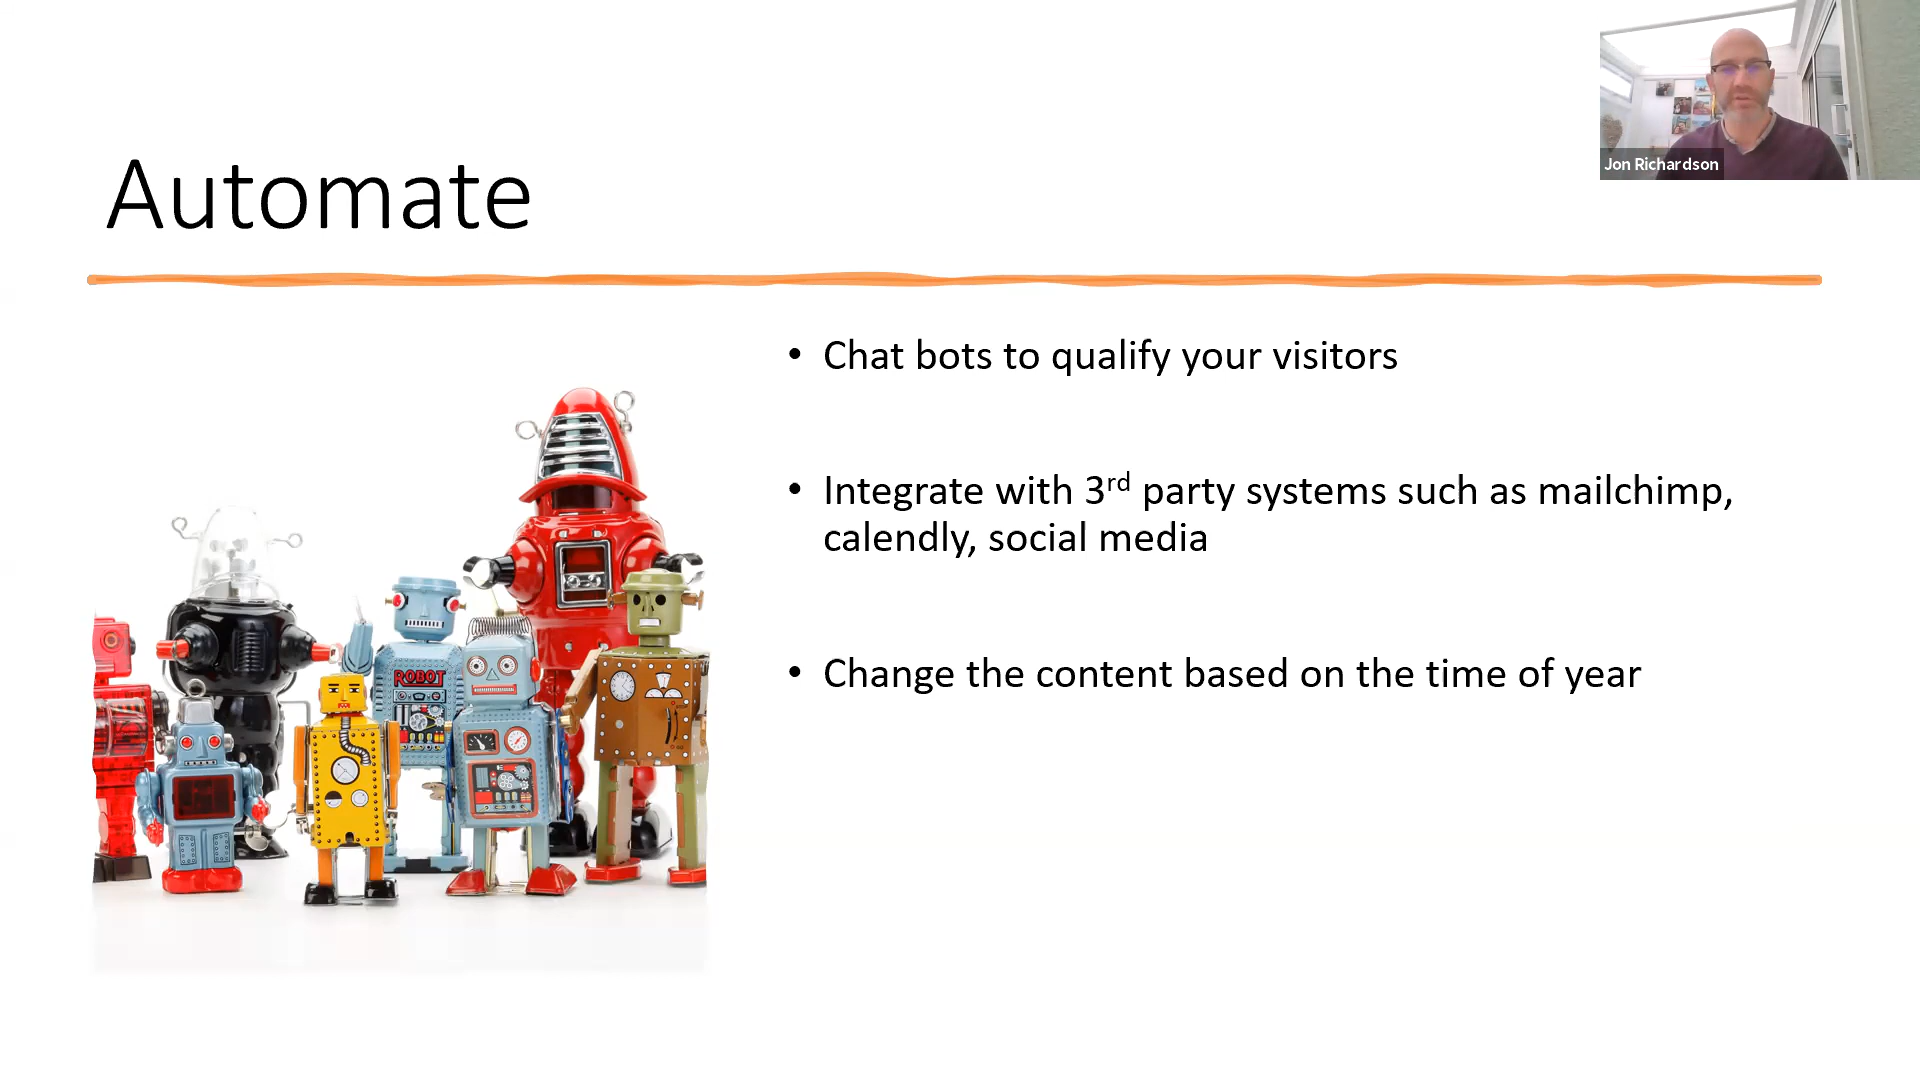 Jon Richardson
Automate
• Chat bots to qualify your visitors
• Integrate with 3rd party systems such as mailchimp,
calendly, social media
• Change the content based on the time of year
ROBOT